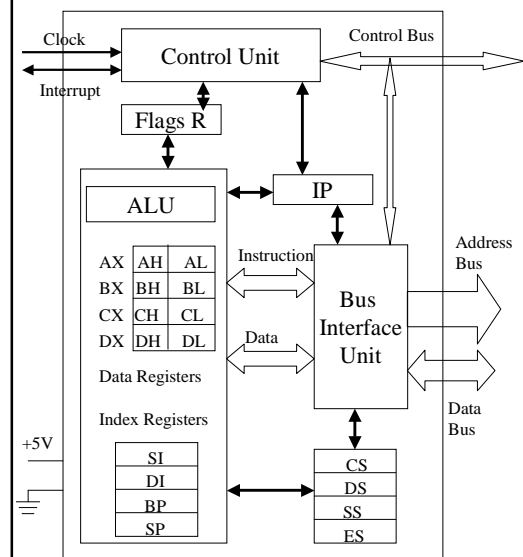 Clock
Control Bus
Control Unit
Interrupt
Flags R
IP
ALU
Address
Bus
Instruction
AX AH AL
BX BH BL
CX CH CL
DX DH DL
Bus
Interface
Unit
Data
Data Registers
Data
Bus
Index Registers
+5V
SI
DI
BP
SP
CS
DS
SS
ES